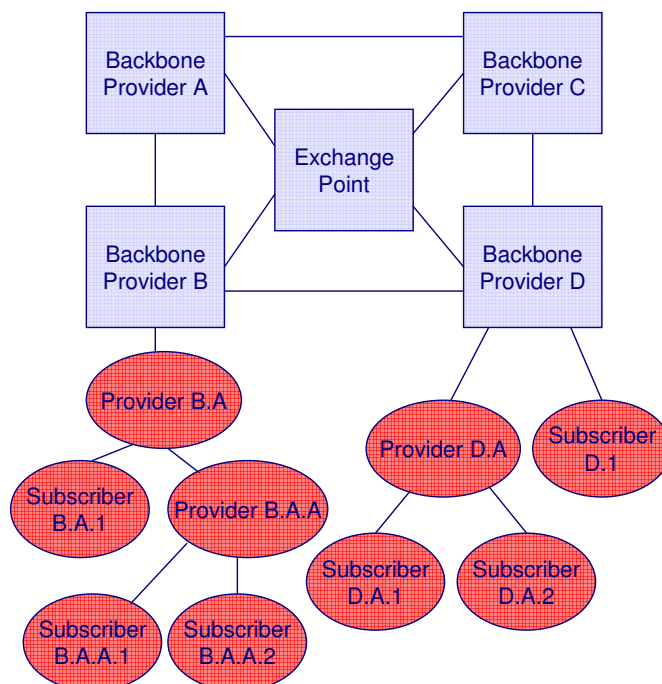 Backbone
Provider A
Backbone
Provider C
Exchange
Point
Backbone
Provider B
Backbone
Provider D
Provider B.A
Provider D.A
Subscriber
D.1
Subscriber
B.A.1
Provider B.A.A
Subscriber
D.A.1
Subscriber
D.A.2
Subscriber
B.A.A.1
Subscriber
B.A.A.2